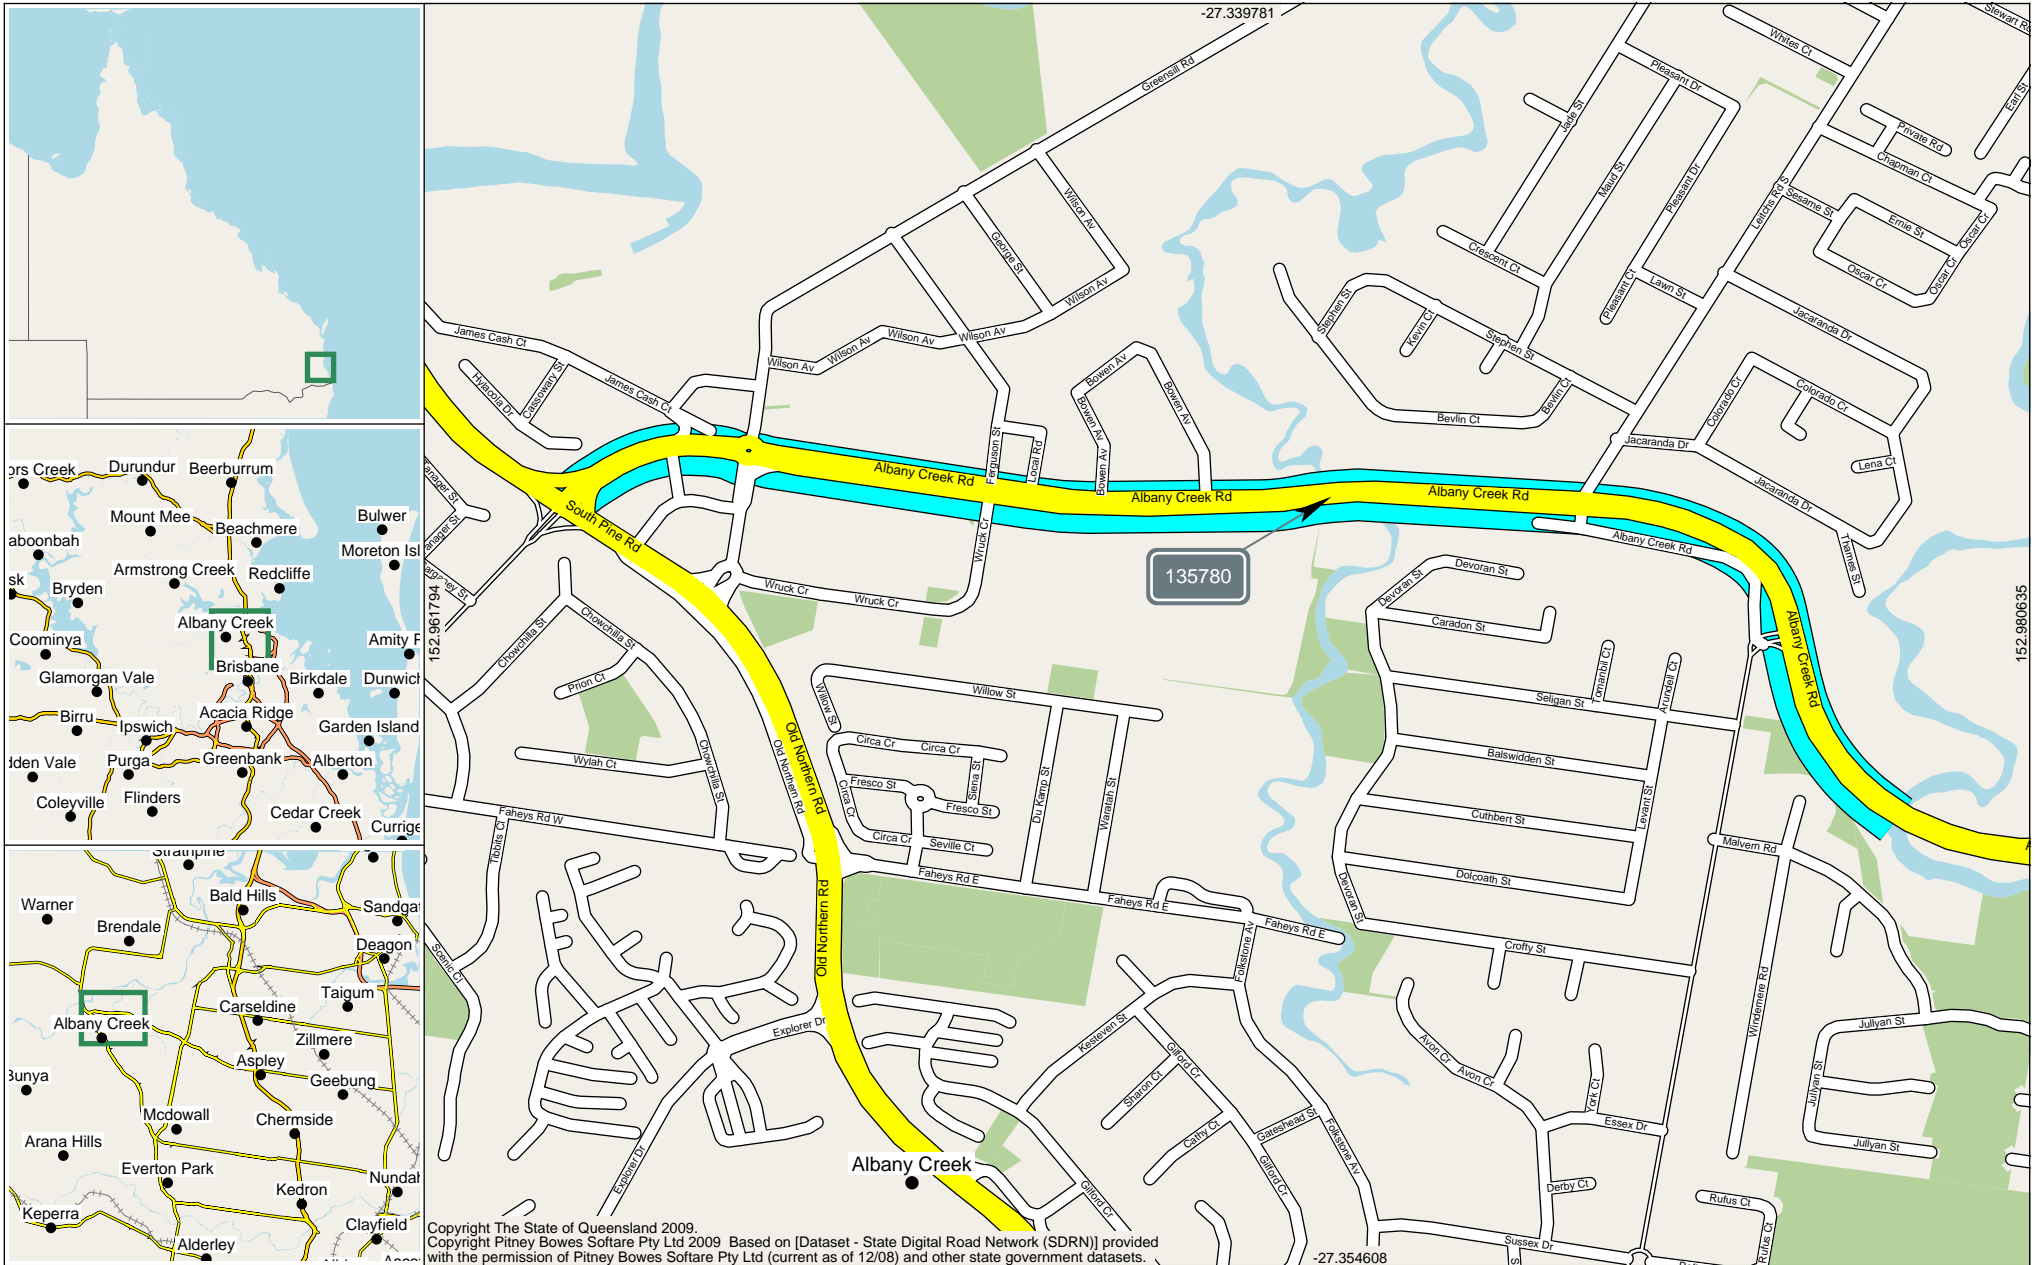 -27.339781
152.961794
152.980635
-27.354608
135780
Durundur
Beerburrum
Mount Mee
Beachmere
Bulwer
Armstrong Creek
Redcliffe
Bryden
Albany Creek
Coominya
Brisbane
Glamorgan Vale
Birkdale
Birru
Ipswich
Acacia Ridge
Garden Island
Purga
Greenbank
Alberton
Coleyville
Flinders
Cedar Creek
Strathpine
Warner
Bald Hills
Brendale
Deagon
Taigum
Carseldine
Albany Creek
Zillmere
Aspley
Geebung
Mcdowall
Chermside
Arana Hills
Everton Park
Kedron
Keperra
Clayfield
Alderley
Greensill Rd
Whites Ct
Pleasant Dr
Jade St
Maud St
Pleasant Dr
Private Rd
Chapman Ct
Earl St
Leitchs Rd S
Sesame St
Ernie St
Oscar Cr
Oscar Cr
Oscar Cr
Wilson Av
George St
Wilson Av
Wilson Av
Wilson Av
Wilson Av
Wilson Av
Crescent Ct
Pleasant Ct
Lawn St
Jacaranda Dr
Stephen St
Kevin Ct
Stephen St
Bevlin Ct
Bevlin Ct
Colorado Cr
Colorado Cr
Jacaranda Dr
Lena Ct
Jacaranda Dr
Thames St
James Cash Ct
Hylacola Dr
Cassowary St
James Cash Ct
Bowen Av
Bowen Av
Bowen Av
Bowen Av
Ferguson St
Local Rd
Albany Creek Rd
Albany Creek Rd
Albany Creek Rd
Albany Creek Rd
Albany Creek Rd
South Pine Rd
Wruck Cr
Wruck Cr
Wruck Cr
Chowchilla St
Chowchilla St
Prion Ct
Chowchilla St
Wylah Ct
Old Northern Rd
Old Northern Rd
Old Northern Rd
Willow St
Willow St
Circa Cr
Circa Cr
Circa Cr
Circa Cr
Fresco St
Fresco St
Siena St
Seville Ct
Du Kamp St
Waratah St
Faheys Rd W
Tibbits Ct
Faheys Rd E
Faheys Rd E
Faheys Rd E
Folkstone Av
Devoran St
Devoran St
Caradon St
Tomanbil Ct
Arundell Ct
Seligan St
Balswidden St
Cuthbert St
Levant St
Dolcoath St
Devoran St
Crofty St
Malvern Rd
Windermere Rd
Jullyan St
Jullyan St
Jullyan St
Scenic Ct
Explorer Dr
Explorer Dr
Kesteven St
Gilford Cr
Sharon Ct
Cathy Ct
Gateshead St
Gilford Cr
Gilford Cr
Folkstone Av
Avon Cr
Avon Cr
York Ct
Essex Dr
Derby Ct
Rufus Ct
Rufus Ct
Sussex Dr
Albany Creek
Copyright The State of Queensland 2009.
Copyright Pitney Bowes Softare Pty Ltd 2009 Based on [Dataset - State Digital Road Network (SDRN)] provided
with the permission of Pitney Bowes Softare Pty Ltd (current as of 12/08) and other state government datasets.